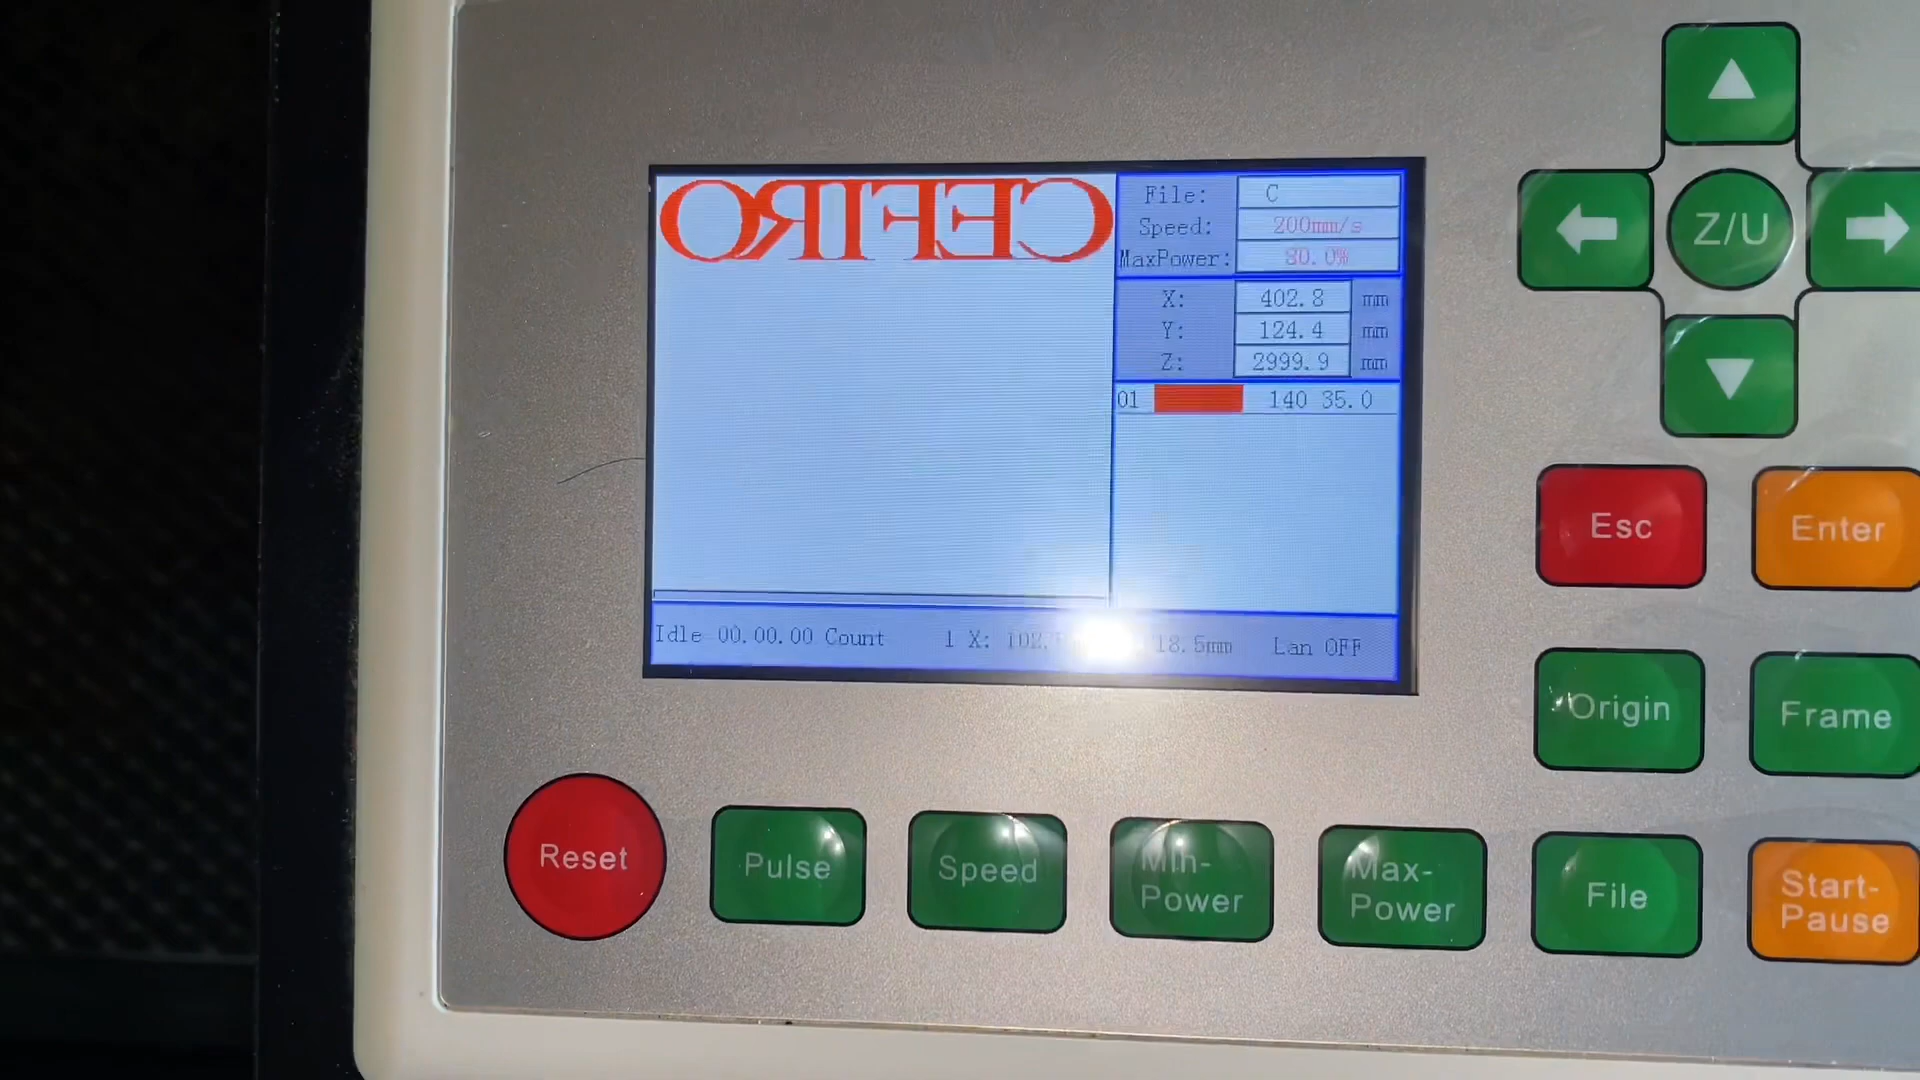 CEFIRO
File: C
Speed: 200mm/s
MaxPower: 80.0%
X: 402.8 mm
Y: 124.4 mm
Z: 2999.9 mm
01 140 35.0
Idle 00.00.00 Count 1 X: 102. 18.5mm Lan OFF
Z/U
Esc
Enter
Origin
Frame
Reset
Pulse
Speed
Min-
Power
Max-
Power
File
Start-
Pause